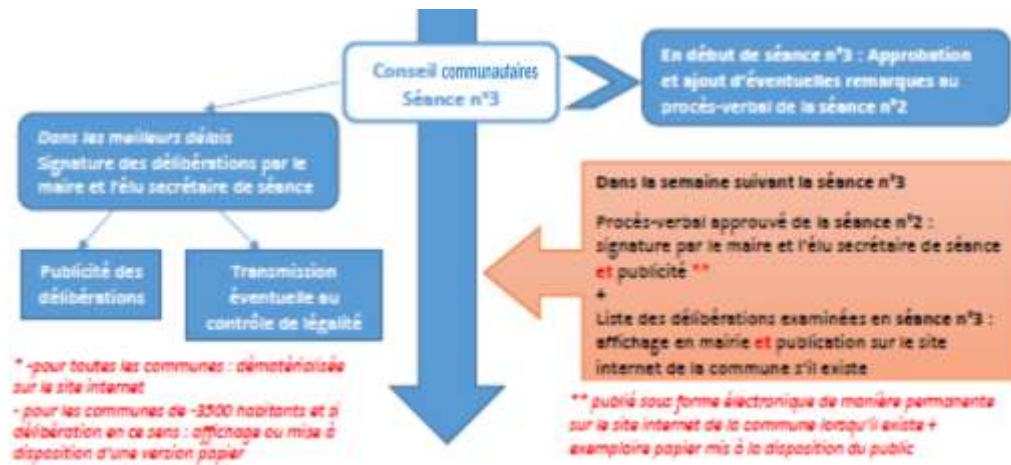 Conseil communautaires
Séance n°3
En début de séance n°3 : Approbation
et ajout d'éventuelles remarques au
procès-verbal de la séance n°2
Dans les meilleurs délais
Signature des délibérations par le
maire et l'élu secrétaire de séance
Publicité des
délibérations
Transmission
éventuelle au
contrôle de légalité
* -pour toutes les communes : dématérialisée
sur le site internet
- pour les communes de -3500 habitants et si
délibération en ce sens : affichage ou mise à
disposition d'une version papier
Dans la semaine suivant la séance n°3
Procès-verbal approuvé de la séance n°2 :
signature par le maire et l'élu secrétaire de séance
et publicité **
+
Liste des délibérations examinées en séance n°3 :
affichage en mairie et publication sur le site
internet de la commune s'il existe
** publié sous forme électronique de manière permanente
sur le site internet de la commune lorsqu'il existe +
exemplaire papier mis à la disposition du public